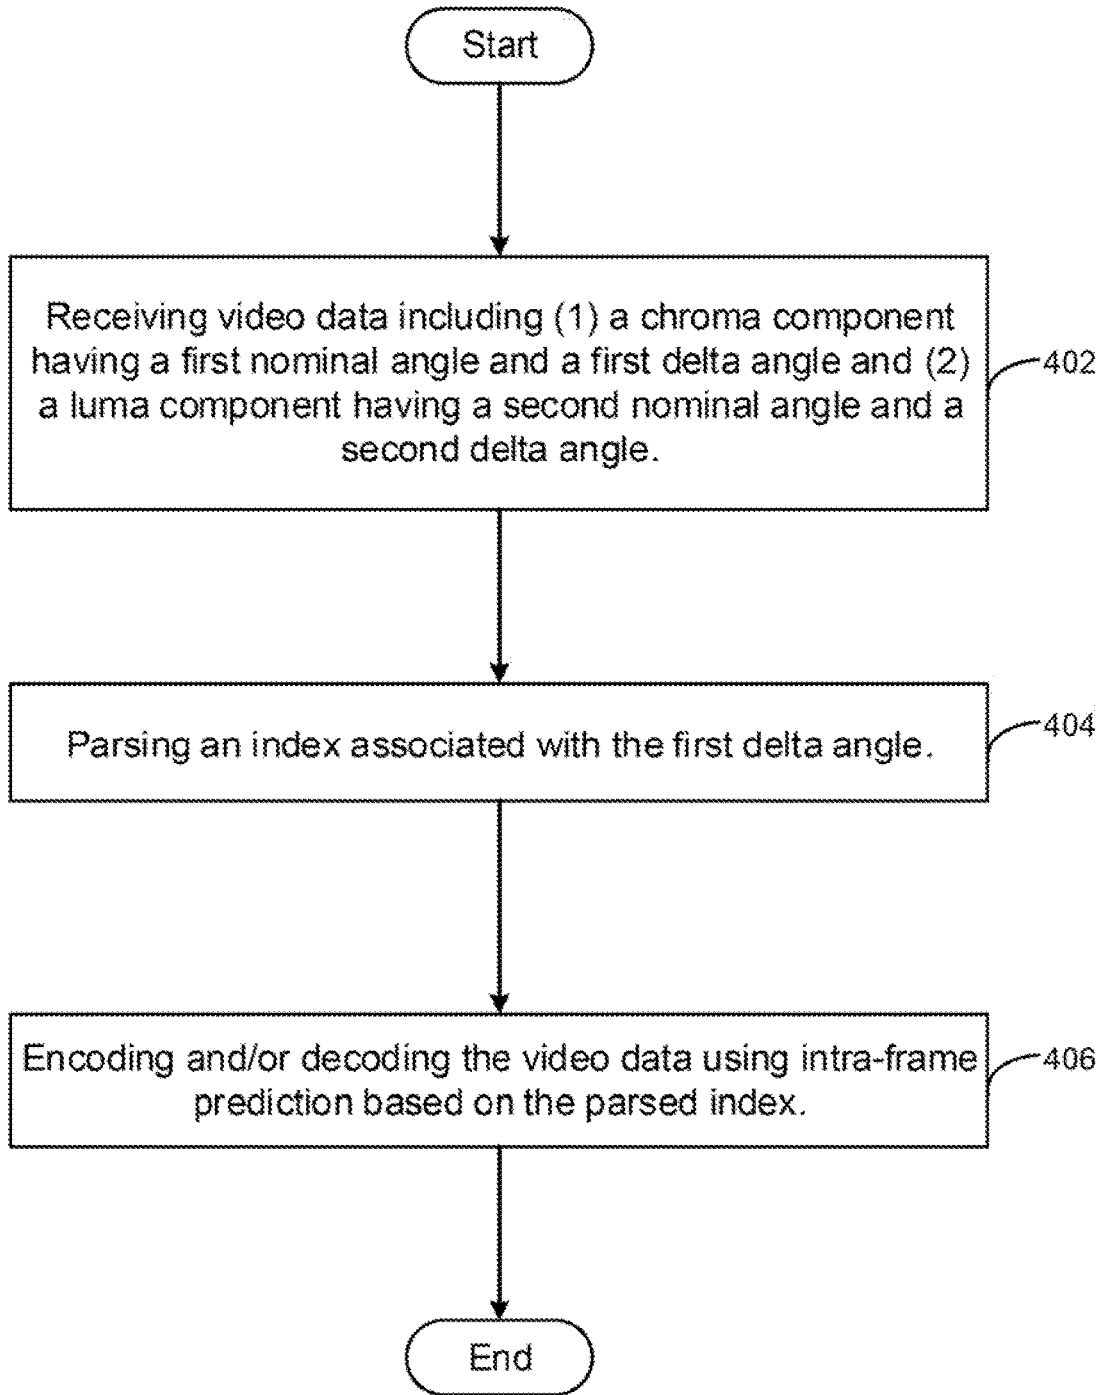 Start
Receiving video data including (1) a chroma component
having a first nominal angle and a first delta angle and (2)
a luma component having a second nominal angle and a
second delta angle.
402
Parsing an index associated with the first delta angle.
404
Encoding and/or decoding the video data using intra-frame
prediction based on the parsed index.
406
End